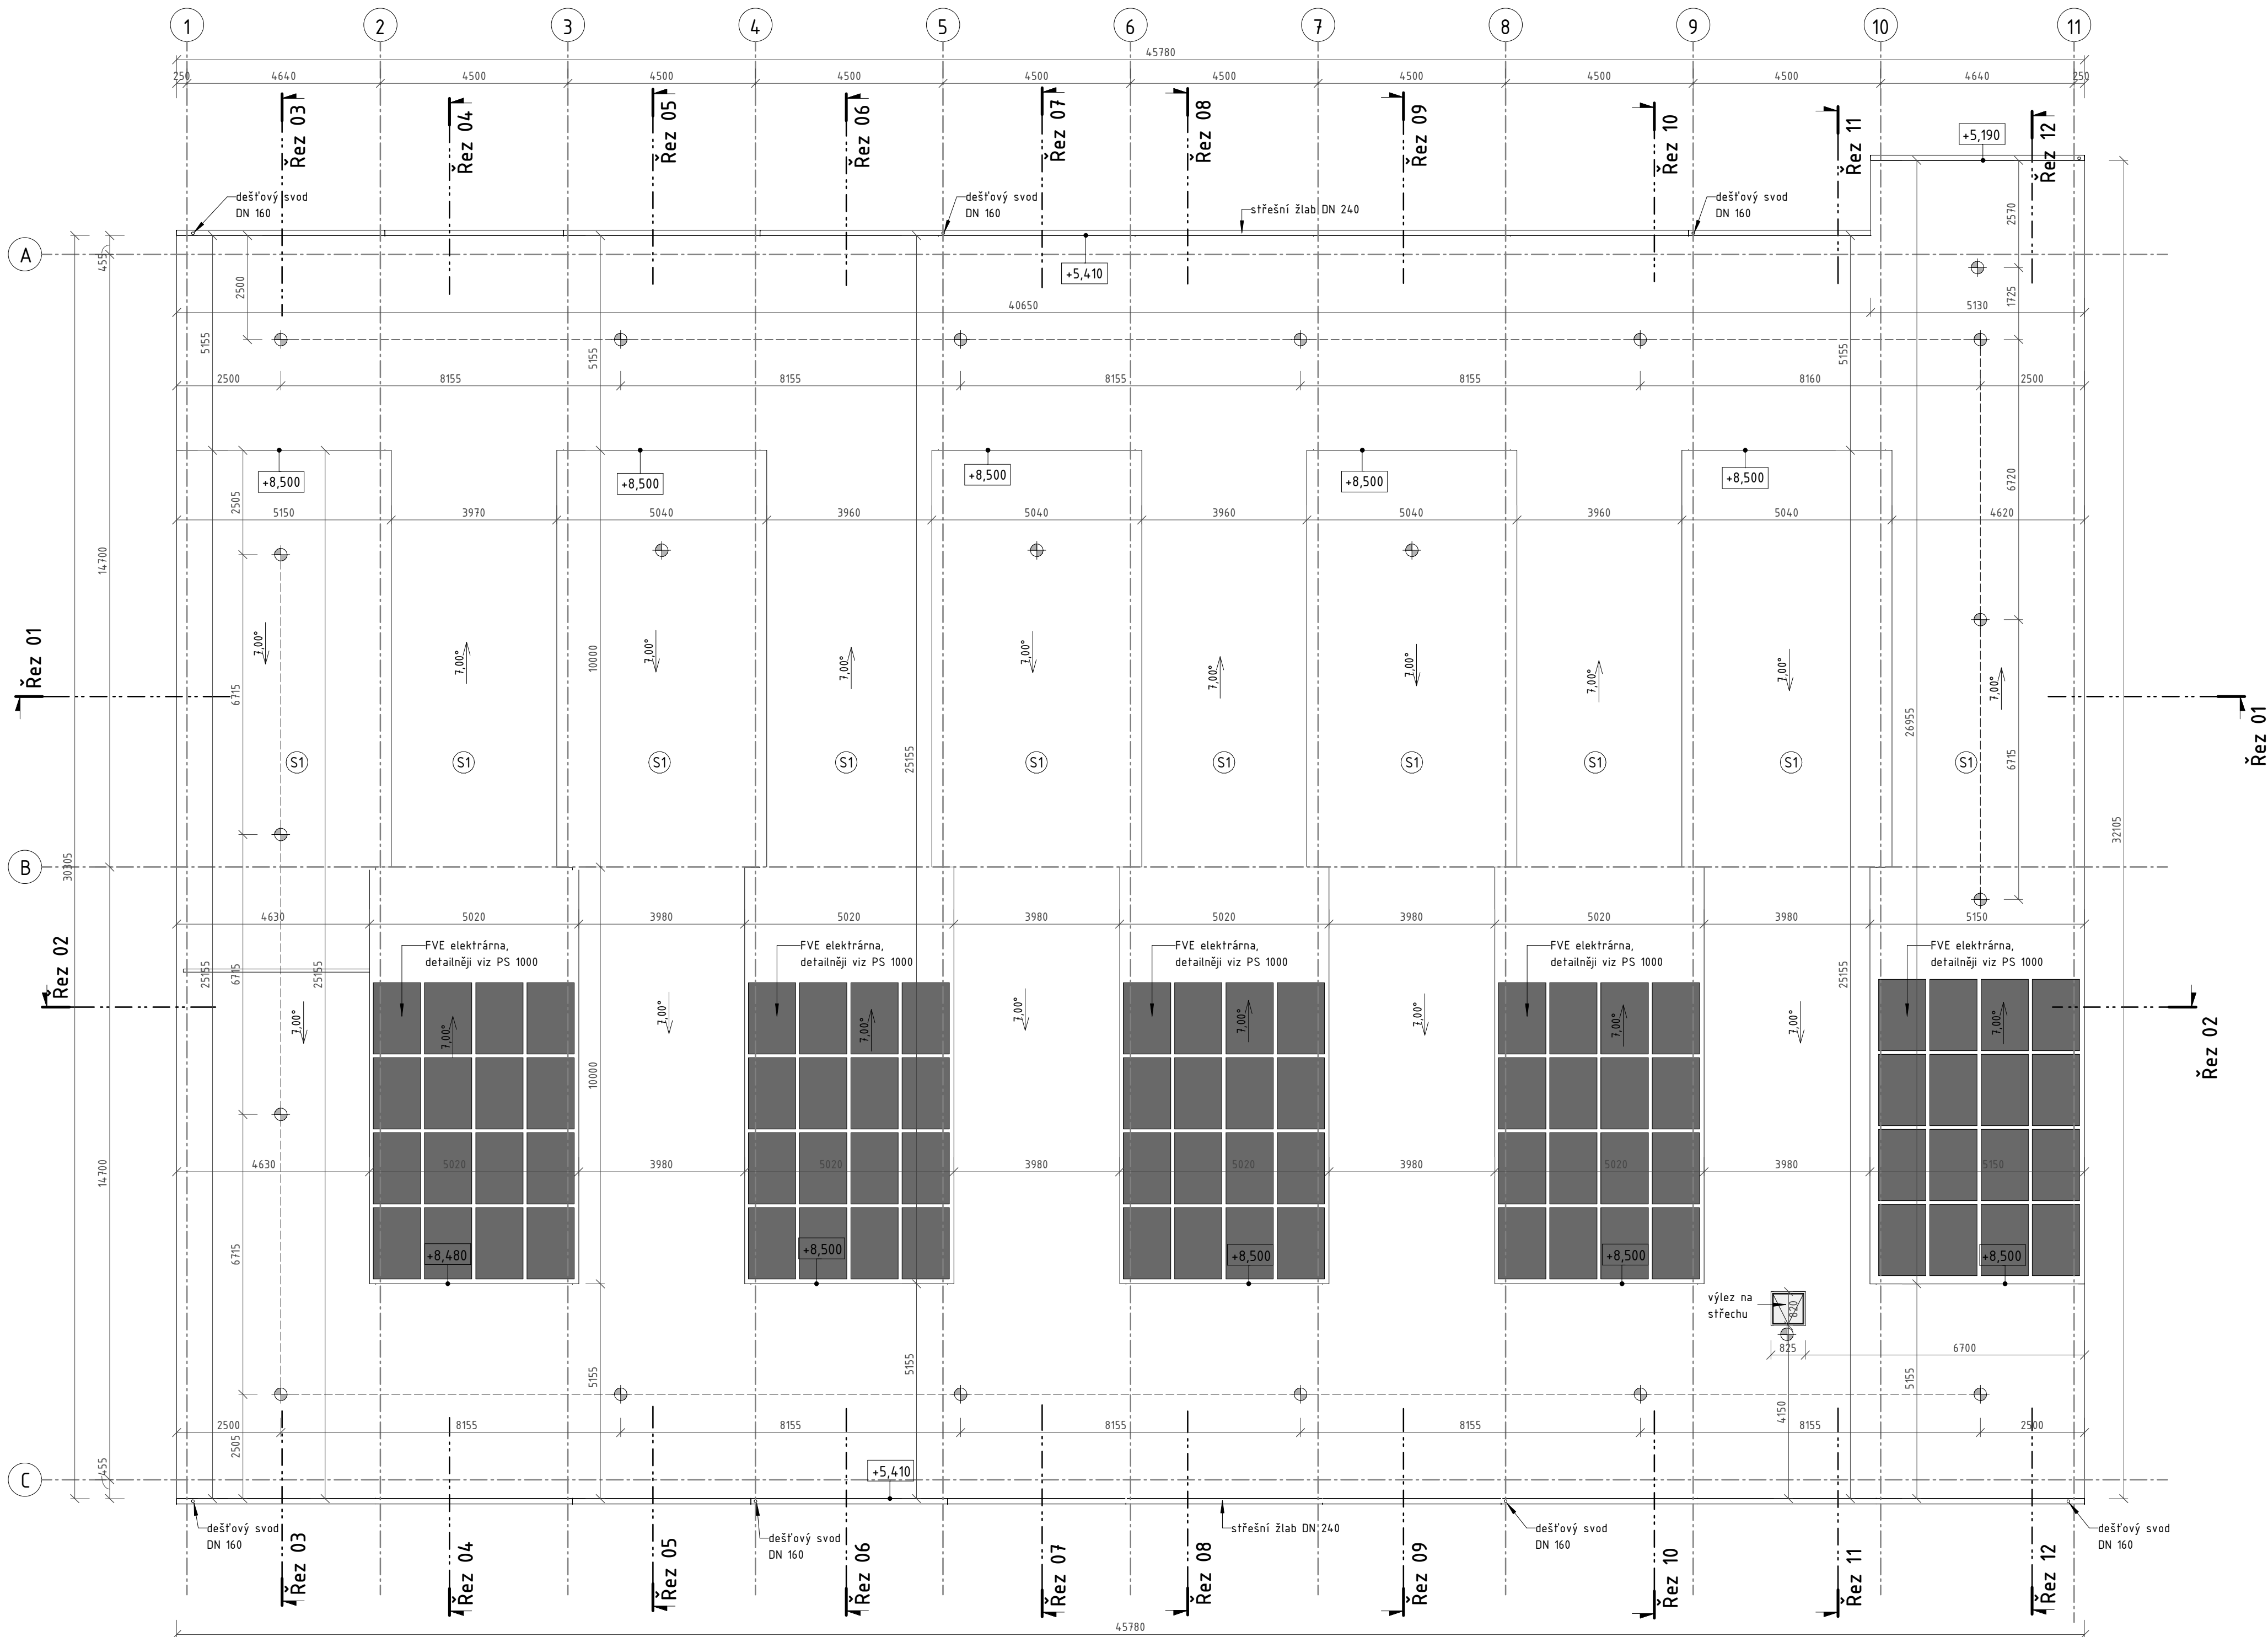 1 2 3 4 5 6 7 8 9 10 11
45780
250 4640 4500 4500 4500 4500 4500 4500 4500 4500 4640 250
Řez 03
Řez 04
Řez 05
Řez 06
Řez 07
Řez 08
Řez 09
Řez 10
Řez 11
Řez 12
+5,190
dešťový svod
DN 160
dešťový svod
DN 160
střešní žlab DN 240
dešťový svod
DN 160
2570
A
455
2500
+5,410
1725
40650 5130
5155
5155
5155
2500 8155 8155 8155 8155 8160 2500
+8,500
+8,500
+8,500
+8,500
+8,500
2505
6720
5150 3970 5040 3960 5040 3960 5040 3960 5040 4620
14700
7,00°
7,00°
7,00°
7,00°
7,00°
7,00°
7,00°
7,00°
7,00°
7,00°
Řez 01
Řez 01
6715
10000
26955
25155
6715
S1 S1 S1 S1 S1 S1 S1 S1 S1 S1
30305
32105
B
4630 5020 3980 5020 3980 5020 3980 5020 3980 5150
Řez 02
FVE elektrárna,
detailněji viz PS 1000
FVE elektrárna,
detailněji viz PS 1000
FVE elektrárna,
detailněji viz PS 1000
FVE elektrárna,
detailněji viz PS 1000
FVE elektrárna,
detailněji viz PS 1000
25155
6715
25155
25155
7,00°
7,00°
7,00°
7,00°
7,00°
7,00°
7,00°
7,00°
7,00°
7,00°
Řez 02
10000
14700
4630 5020 3980 5020 3980 5020 3980 5020 3980 5150
6715
+8,480
+8,500
+8,500
+8,500
+8,500
výlez na
střechu
820
825 6700
5155
5155
5155
4150
2500 8155 8155 8155 8155 8155 2500
2505
455
+5,410
C
dešťový svod
DN 160
dešťový svod
DN 160
střešní žlab DN 240
dešťový svod
DN 160
dešťový svod
DN 160
Řez 03
Řez 04
Řez 05
Řez 06
Řez 07
Řez 08
Řez 09
Řez 10
Řez 11
Řez 12
45780